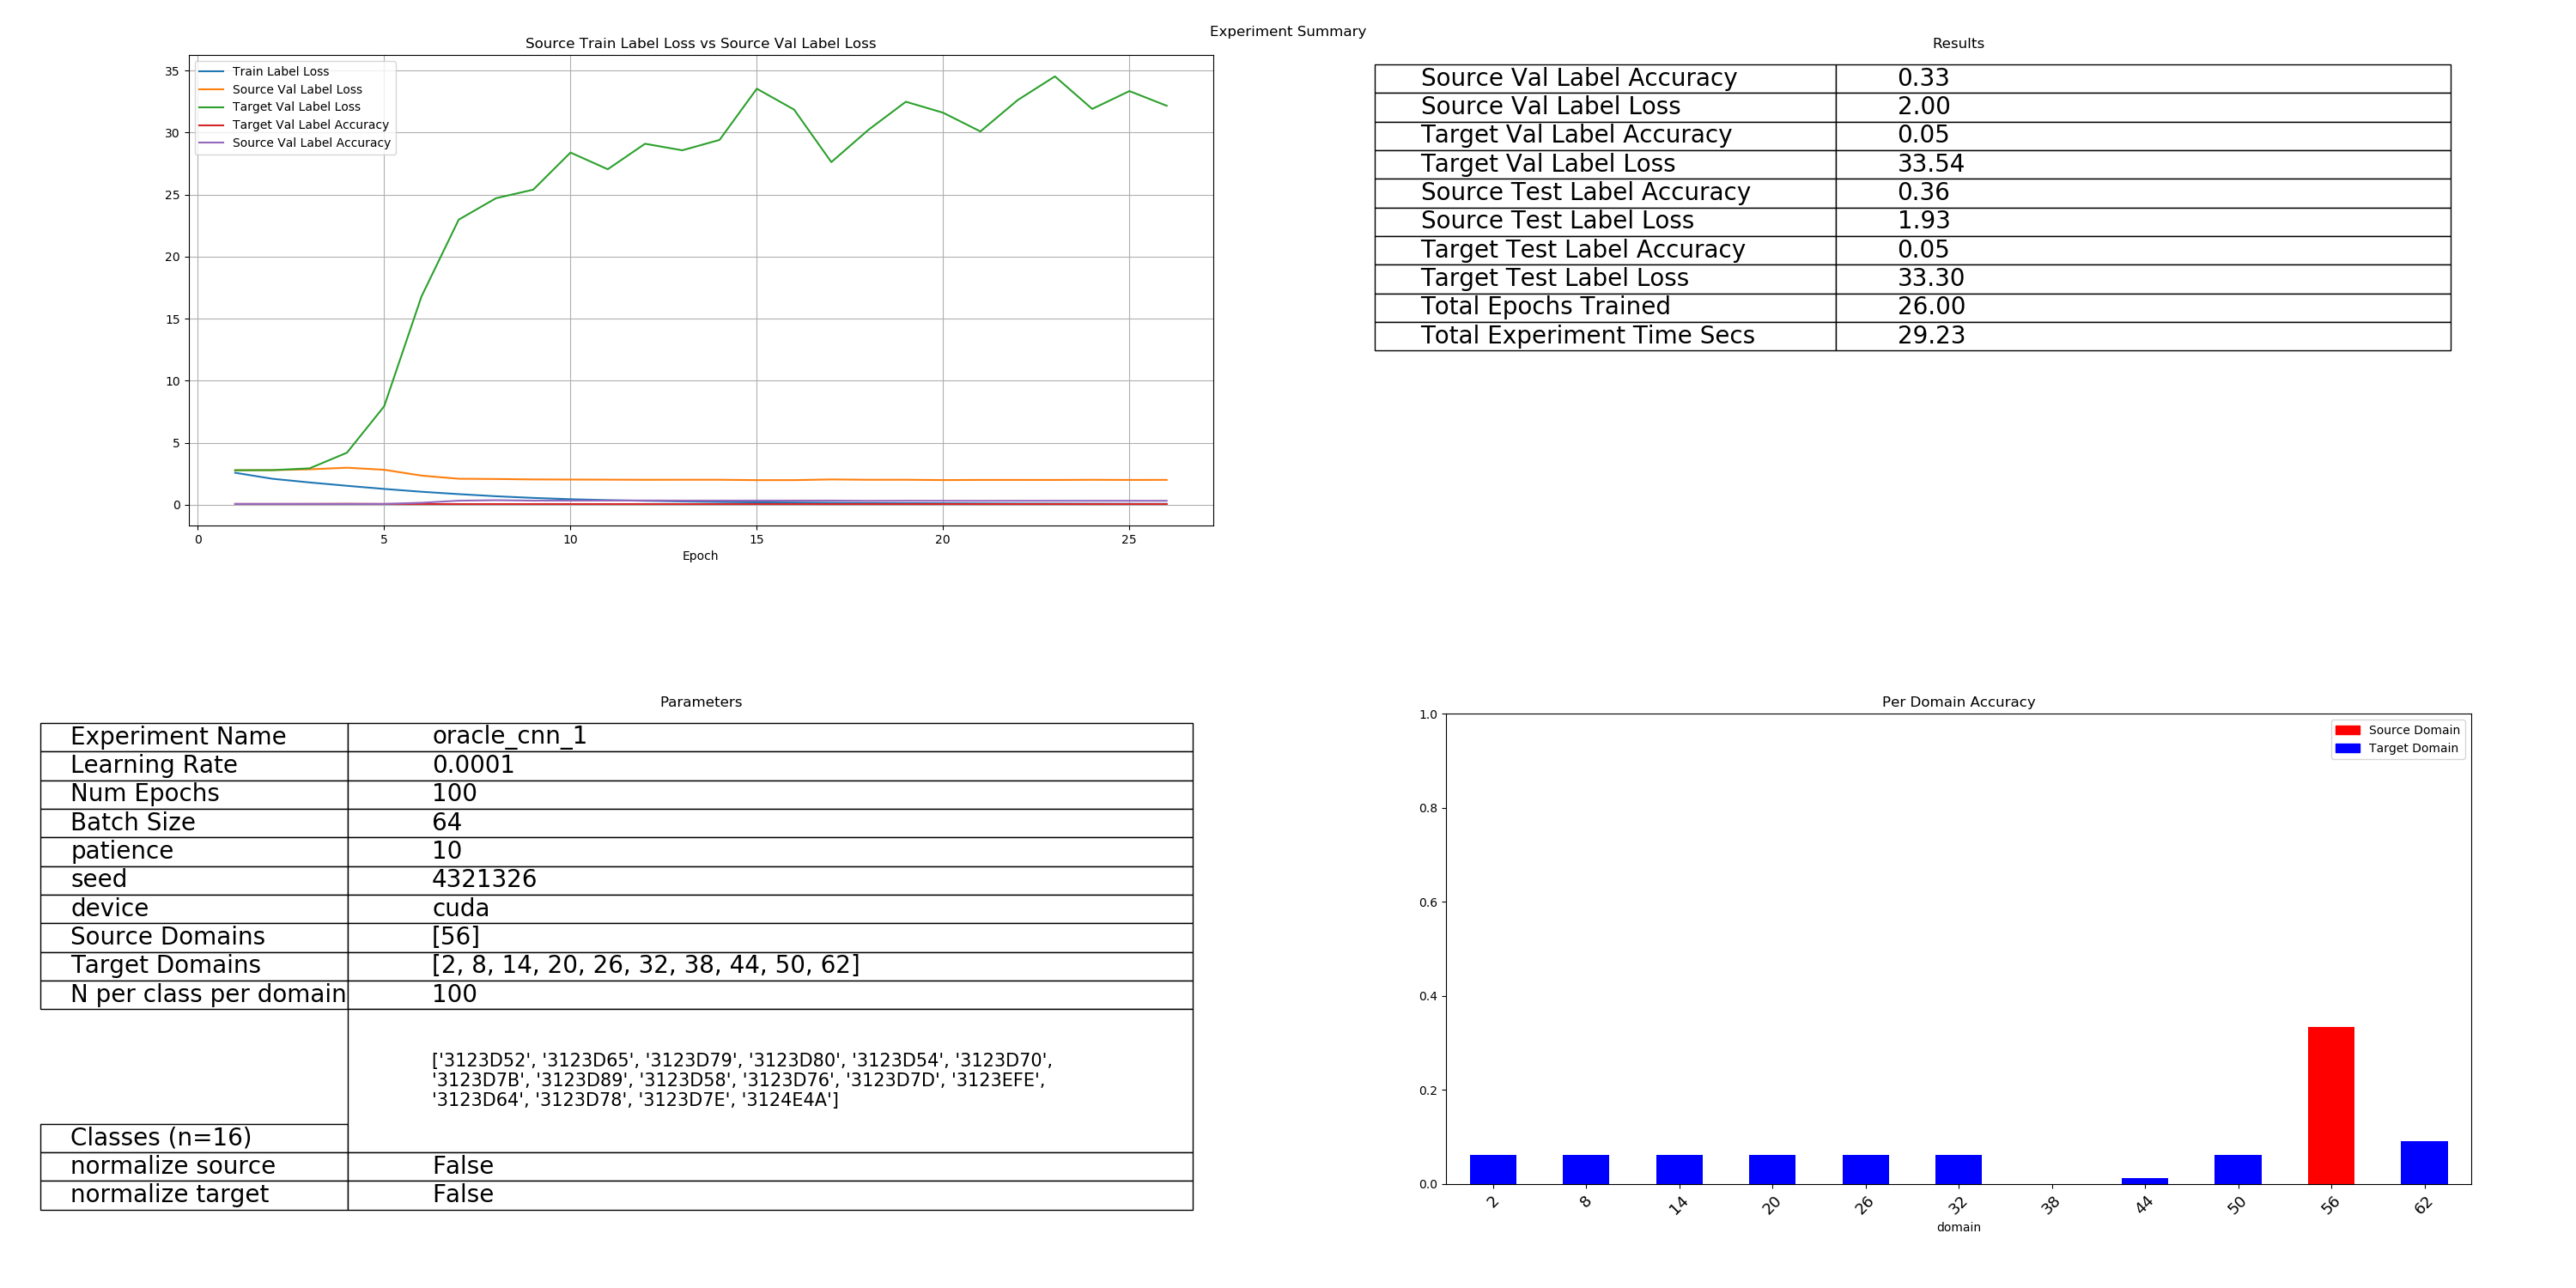 Experiment Summary
Source Train Label Loss vs Source Val Label Loss
Train Label Loss
Source Val Label Loss
Target Val Label Loss
Target Val Label Accuracy
Source Val Label Accuracy
35
30
25
20
15
10
5
0
0 5 10 15 20 25
Epoch
Results
Source Val Label Accuracy 0.33
Source Val Label Loss 2.00
Target Val Label Accuracy 0.05
Target Val Label Loss 33.54
Source Test Label Accuracy 0.36
Source Test Label Loss 1.93
Target Test Label Accuracy 0.05
Target Test Label Loss 33.30
Total Epochs Trained 26.00
Total Experiment Time Secs 29.23
Parameters
Experiment Name oracle_cnn_1
Learning Rate 0.0001
Num Epochs 100
Batch Size 64
patience 10
seed 4321326
device cuda
Source Domains [56]
Target Domains [2, 8, 14, 20, 26, 32, 38, 44, 50, 62]
N per class per domain 100
['3123D52', '3123D65', '3123D79', '3123D80', '3123D54', '3123D70',
'3123D7B', '3123D89', '3123D58', '3123D76', '3123D7D', '3123EFE',
'3123D64', '3123D78', '3123D7E', '3124E4A']
Classes (n=16)
normalize source False
normalize target False
Per Domain Accuracy
Source Domain
Target Domain
1.0
0.8
0.6
0.4
0.2
0.0
2 8 14 20 26 32 38 44 50 56 62
domain